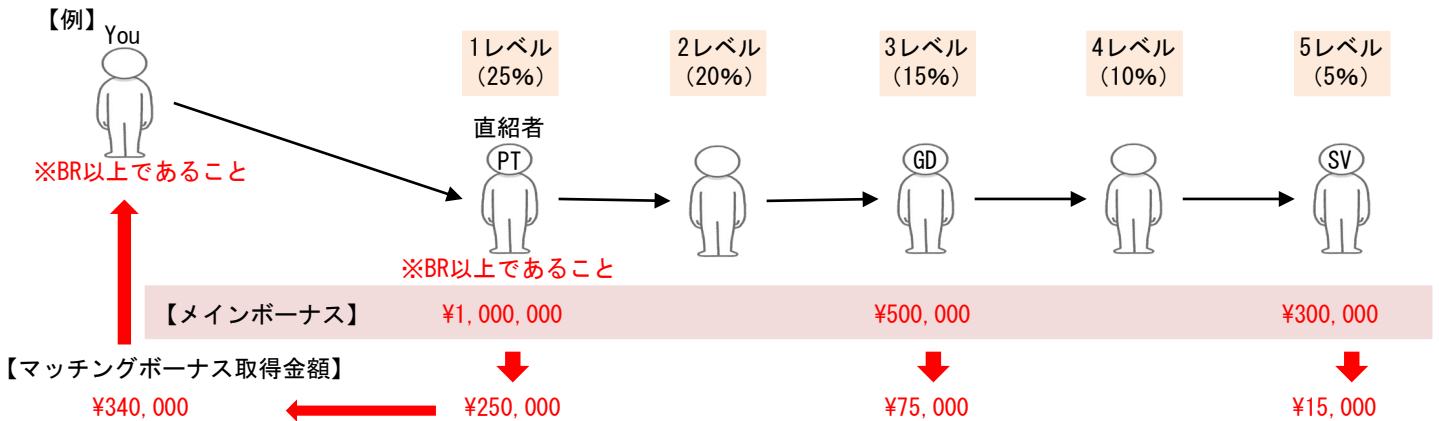 【例】
You
※BR以上であること
1レベル
（25%）
2レベル
（20%）
3レベル
（15%）
4レベル
（10%）
5レベル
（5%）
直紹者
PT
GD
SV
※BR以上であること
【メインボーナス】 ¥1,000,000 ¥500,000 ¥300,000
【マッチングボーナス取得金額】
¥340,000 ¥250,000 ¥75,000 ¥15,000